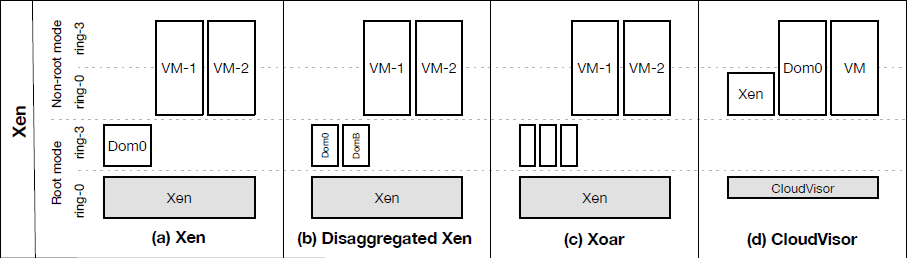 Xen
Non-root mode
ring-3
ring-0
Root mode
ring-3
ring-0
VM-1
VM-2
Dom0
Xen
(a) Xen
VM-1
VM-2
Dom0
DomB
Xen
(b) Disaggregated Xen
VM-1
VM-2
Xen
(c) Xoar
Xen
Dom0
VM
CloudVisor
(d) CloudVisor